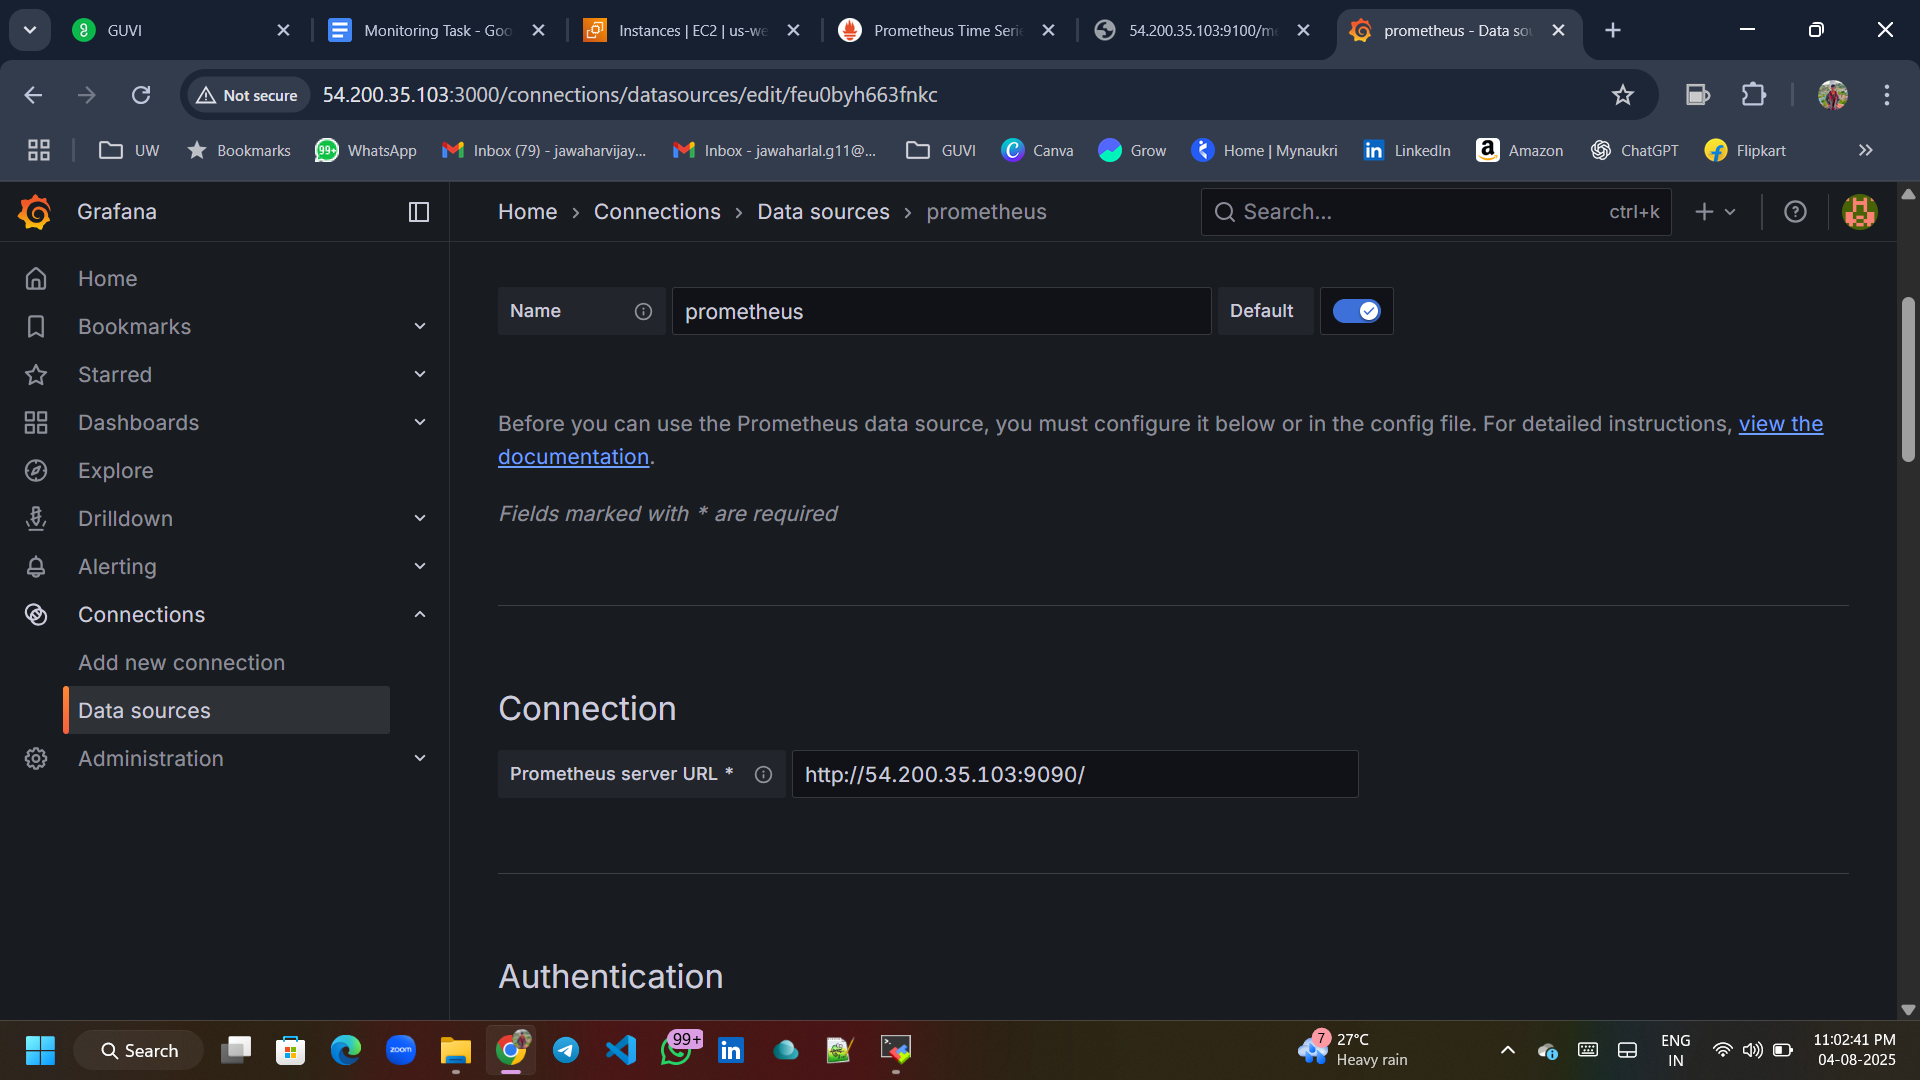 GUVI
Monitoring Task - Goo
Instances | EC2 | us-we
Prometheus Time Serie
54.200.35.103:9100/me
prometheus - Data sou
Not secure
54.200.35.103:3000/connections/datasources/edit/feu0byh663fnkc
UW
Bookmarks
99+
WhatsApp
Inbox (79) - jawaharvijay...
Inbox - jawaharlal.g11@...
GUVI
Canva
Grow
Home | Mynaukri
LinkedIn
Amazon
ChatGPT
Flipkart
Grafana
Home › Connections › Data sources › prometheus
Search...
ctrl+k
Home
Bookmarks
Starred
Dashboards
Explore
Drilldown
Alerting
Connections
Add new connection
Data sources
Administration
Name
prometheus
Default
Before you can use the Prometheus data source, you must configure it below or in the config file. For detailed instructions, view the
documentation.
Fields marked with * are required
Connection
Prometheus server URL *
http://54.200.35.103:9090/
Authentication
Search
zoom
99+
7
27°C
Heavy rain
ENG
IN
11:02:41 PM
04-08-2025